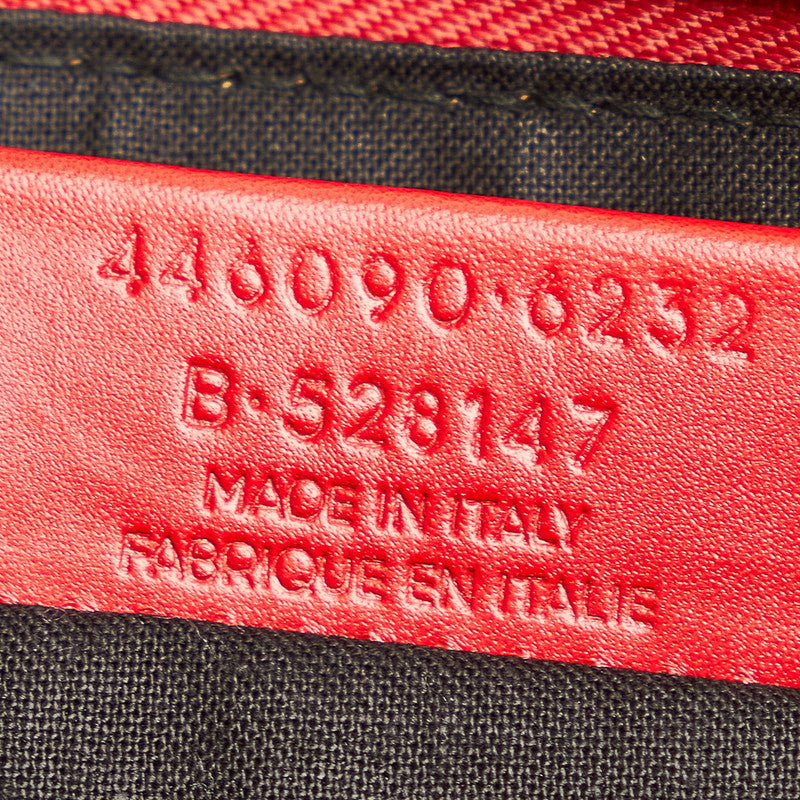 446090·6232
B·528147
MADE IN ITALY
FABRIQUE EN ITALIE